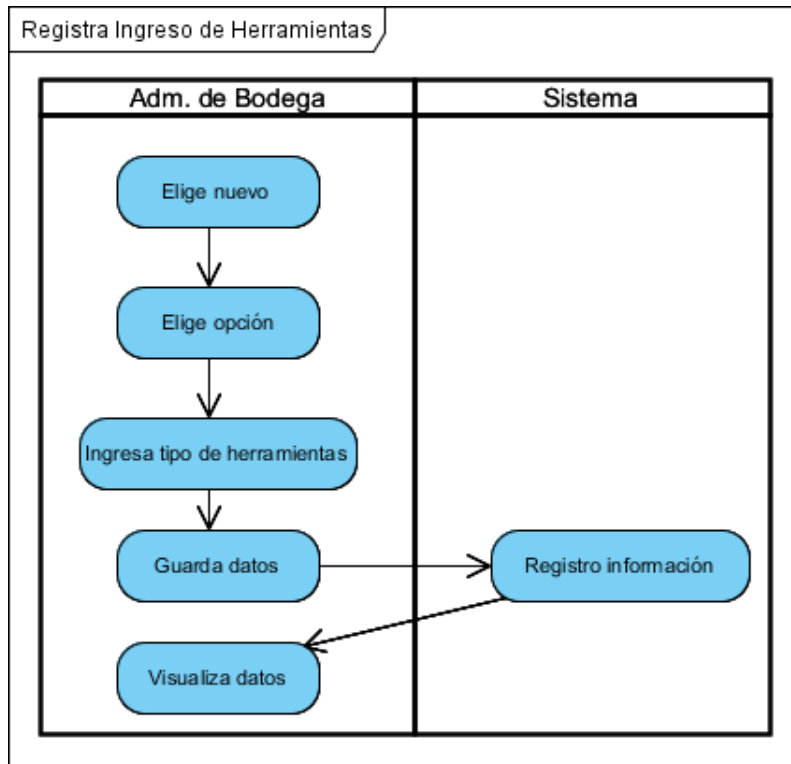 Registra Ingreso de Herramientas
Adm. de Bodega
Sistema
Elige nuevo
Elige opción
Ingresa tipo de herramientas
Guarda datos
Registro información
Visualiza datos